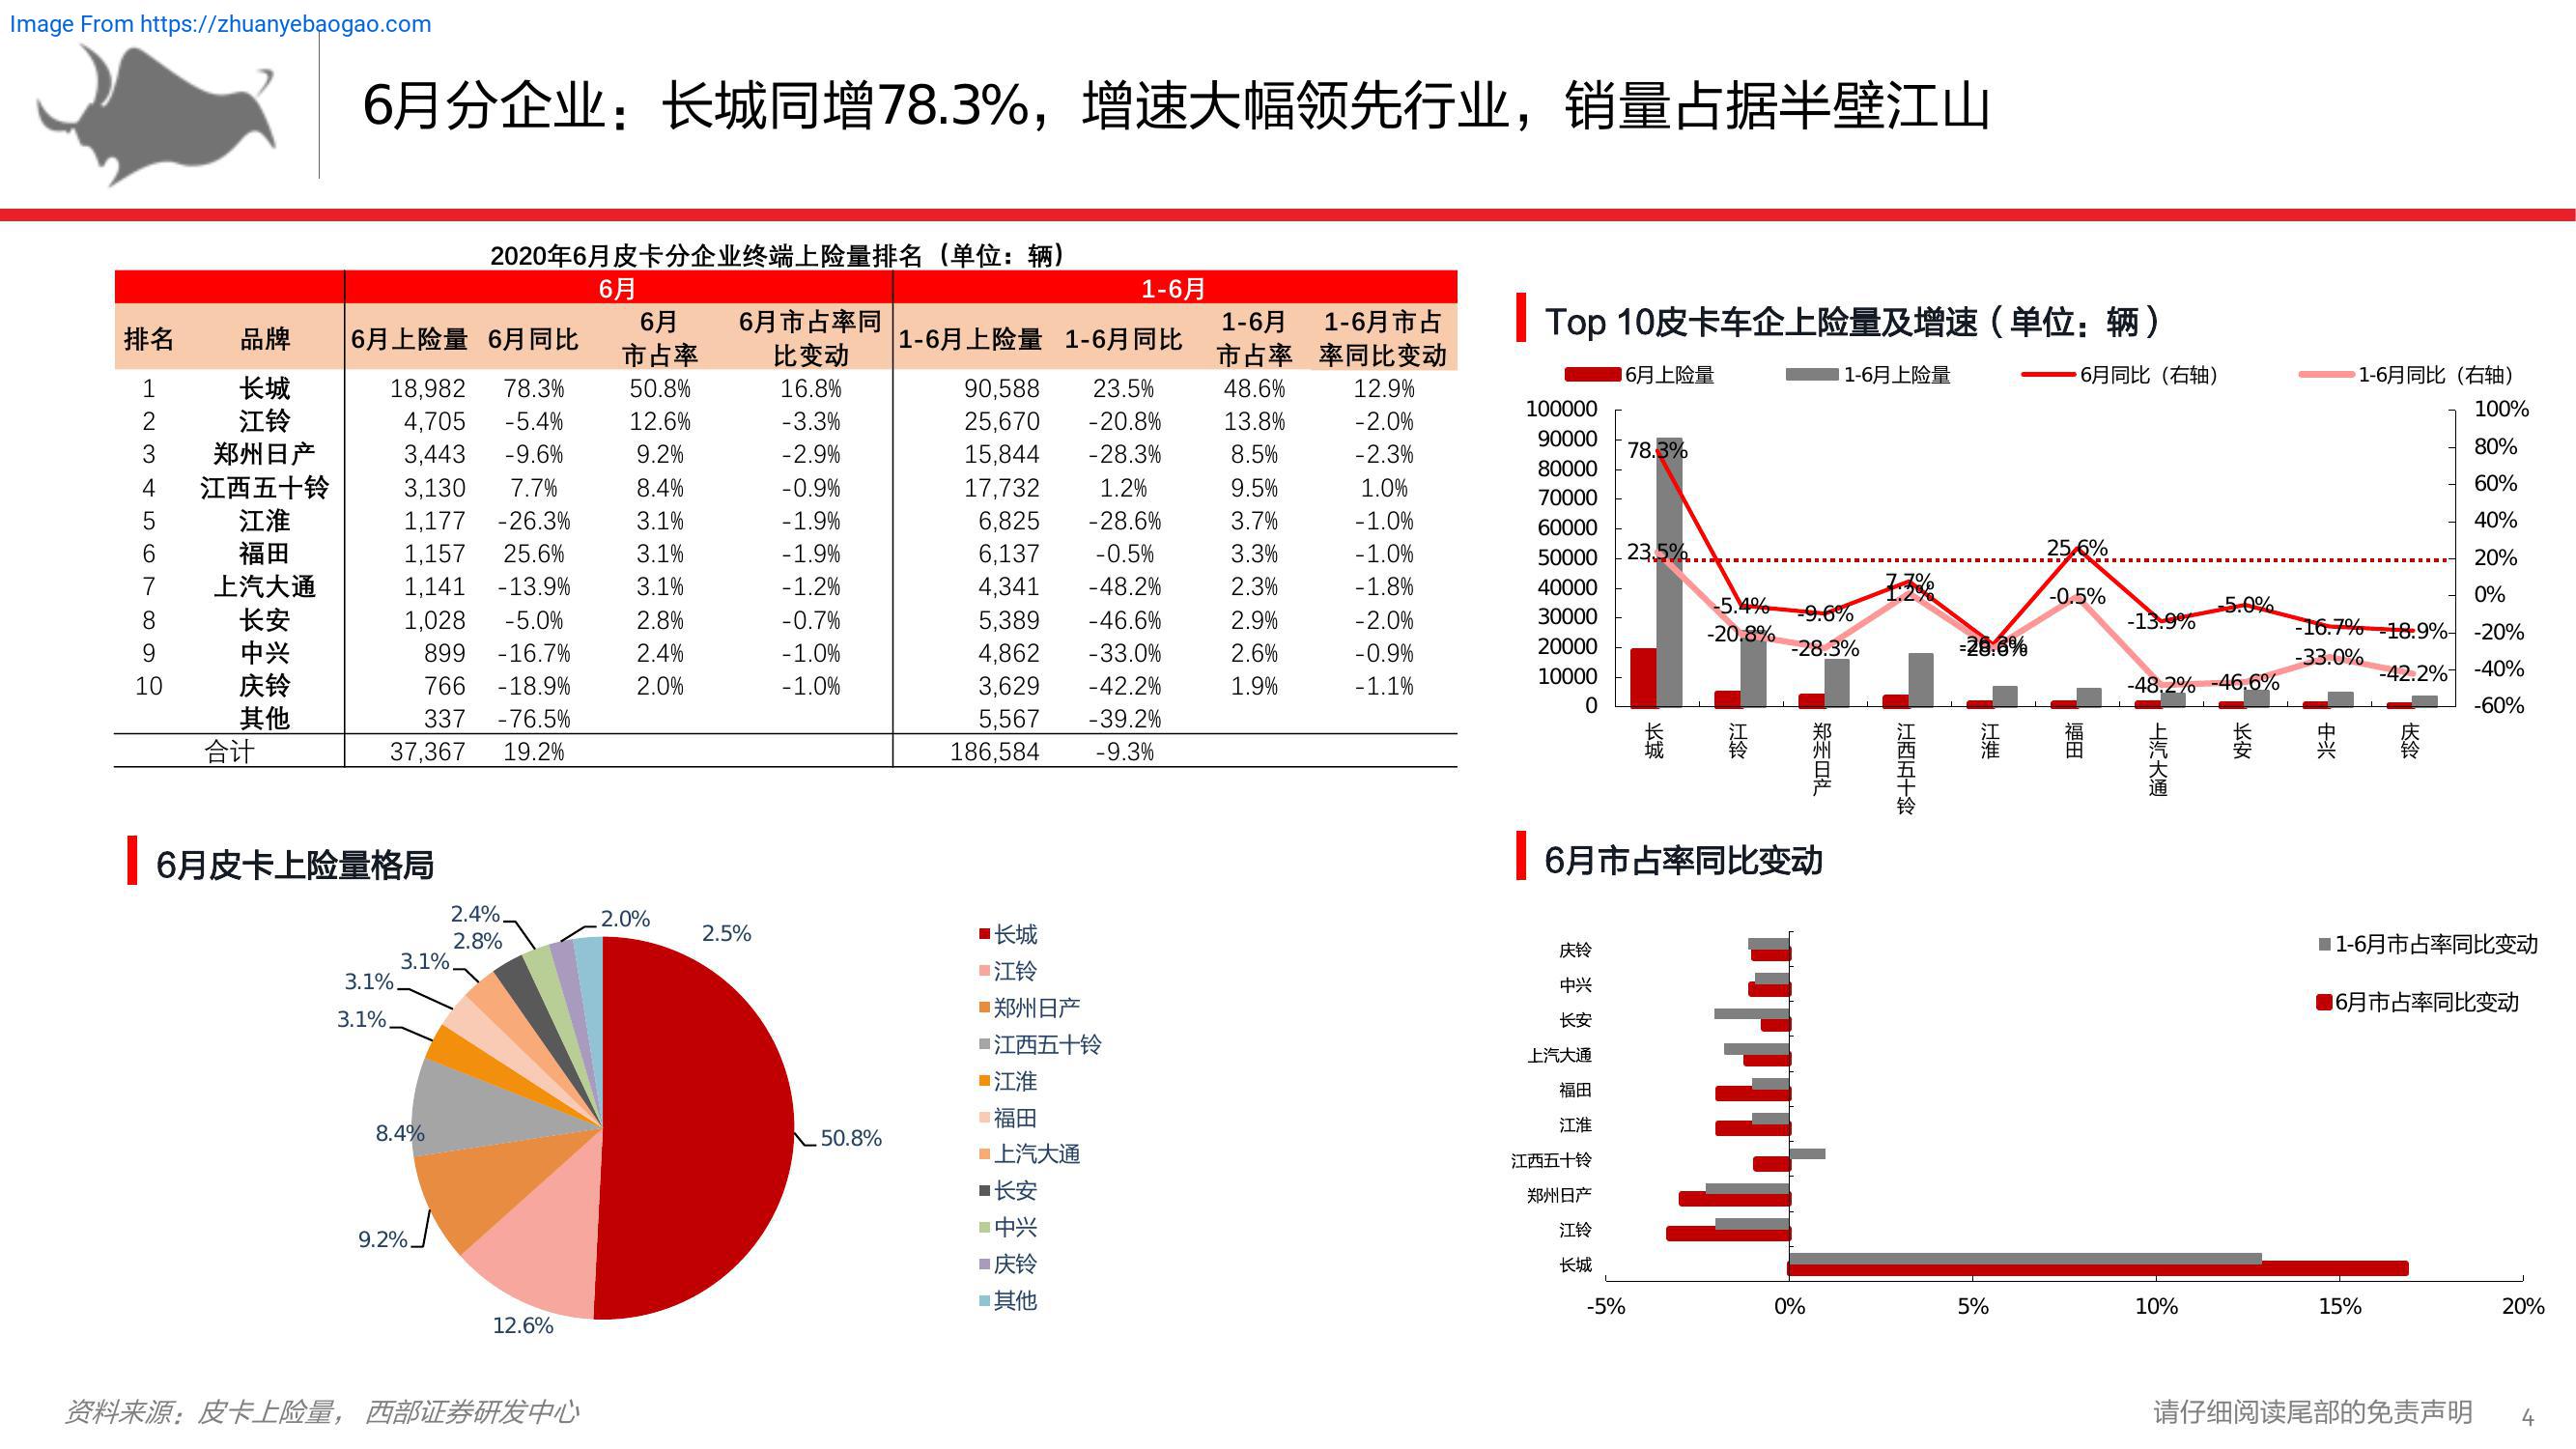 Image From https://zhuanyebaogao.com
6月分企业：长城同增78.3%，增速大幅领先行业，销量占据半壁江山
2020年6月皮卡分企业终端上险量排名（单位：辆）
6月 1-6月
排名 品牌 6月上险量 6月同比 6月市占率 6月市占率同比变动 1-6月上险量 1-6月同比 1-6月市占率 1-6月市占率同比变动
1 长城 18,982 78.3% 50.8% 16.8% 90,588 23.5% 48.6% 12.9%
2 江铃 4,705 -5.4% 12.6% -3.3% 25,670 -20.8% 13.8% -2.0%
3 郑州日产 3,443 -9.6% 9.2% -2.9% 15,844 -28.3% 8.5% -2.3%
4 江西五十铃 3,130 7.7% 8.4% -0.9% 17,732 1.2% 9.5% 1.0%
5 江淮 1,177 -26.3% 3.1% -1.9% 6,825 -28.6% 3.7% -1.0%
6 福田 1,157 25.6% 3.1% -1.9% 6,137 -0.5% 3.3% -1.0%
7 上汽大通 1,141 -13.9% 3.1% -1.2% 4,341 -48.2% 2.3% -1.8%
8 长安 1,028 -5.0% 2.8% -0.7% 5,389 -46.6% 2.9% -2.0%
9 中兴 899 -16.7% 2.4% -1.0% 4,862 -33.0% 2.6% -0.9%
10 庆铃 766 -18.9% 2.0% -1.0% 3,629 -42.2% 1.9% -1.1%
其他 337 -76.5% 5,567 -39.2%
合计 37,367 19.2% 186,584 -9.3%
Top 10皮卡车企上险量及增速（单位：辆）
6月上险量 1-6月上险量 6月同比（右轴） 1-6月同比（右轴）
100000 100%
90000
80000 80%
70000
60000 60%
50000
40000 40%
30000
20000 20%
10000
0
0%
-20%
-40%
-60%
78.3% -5.4% -9.6% 7.7% -26.3% 25.6% -13.9% -5.0% -16.7% -18.9%
23.5% -20.8% -28.3% 1.2% -28.6% -0.5% -48.2% -46.6% -33.0% -42.2%
长城 江铃 郑州日产 江西五十铃 江淮 福田 上汽大通 长安 中兴 庆铃
6月皮卡上险量格局
2.4% 2.0% 2.5%
2.8%
3.1%
3.1%
3.1%
8.4%
50.8%
9.2%
12.6%
长城
江铃
郑州日产
江西五十铃
江淮
福田
上汽大通
长安
中兴
庆铃
其他
6月市占率同比变动
1-6月市占率同比变动
6月市占率同比变动
庆铃
中兴
长安
上汽大通
福田
江淮
江西五十铃
郑州日产
江铃
长城
-5% 0% 5% 10% 15% 20%
资料来源：皮卡上险量， 西部证券研发中心
请仔细阅读尾部的免责声明 4